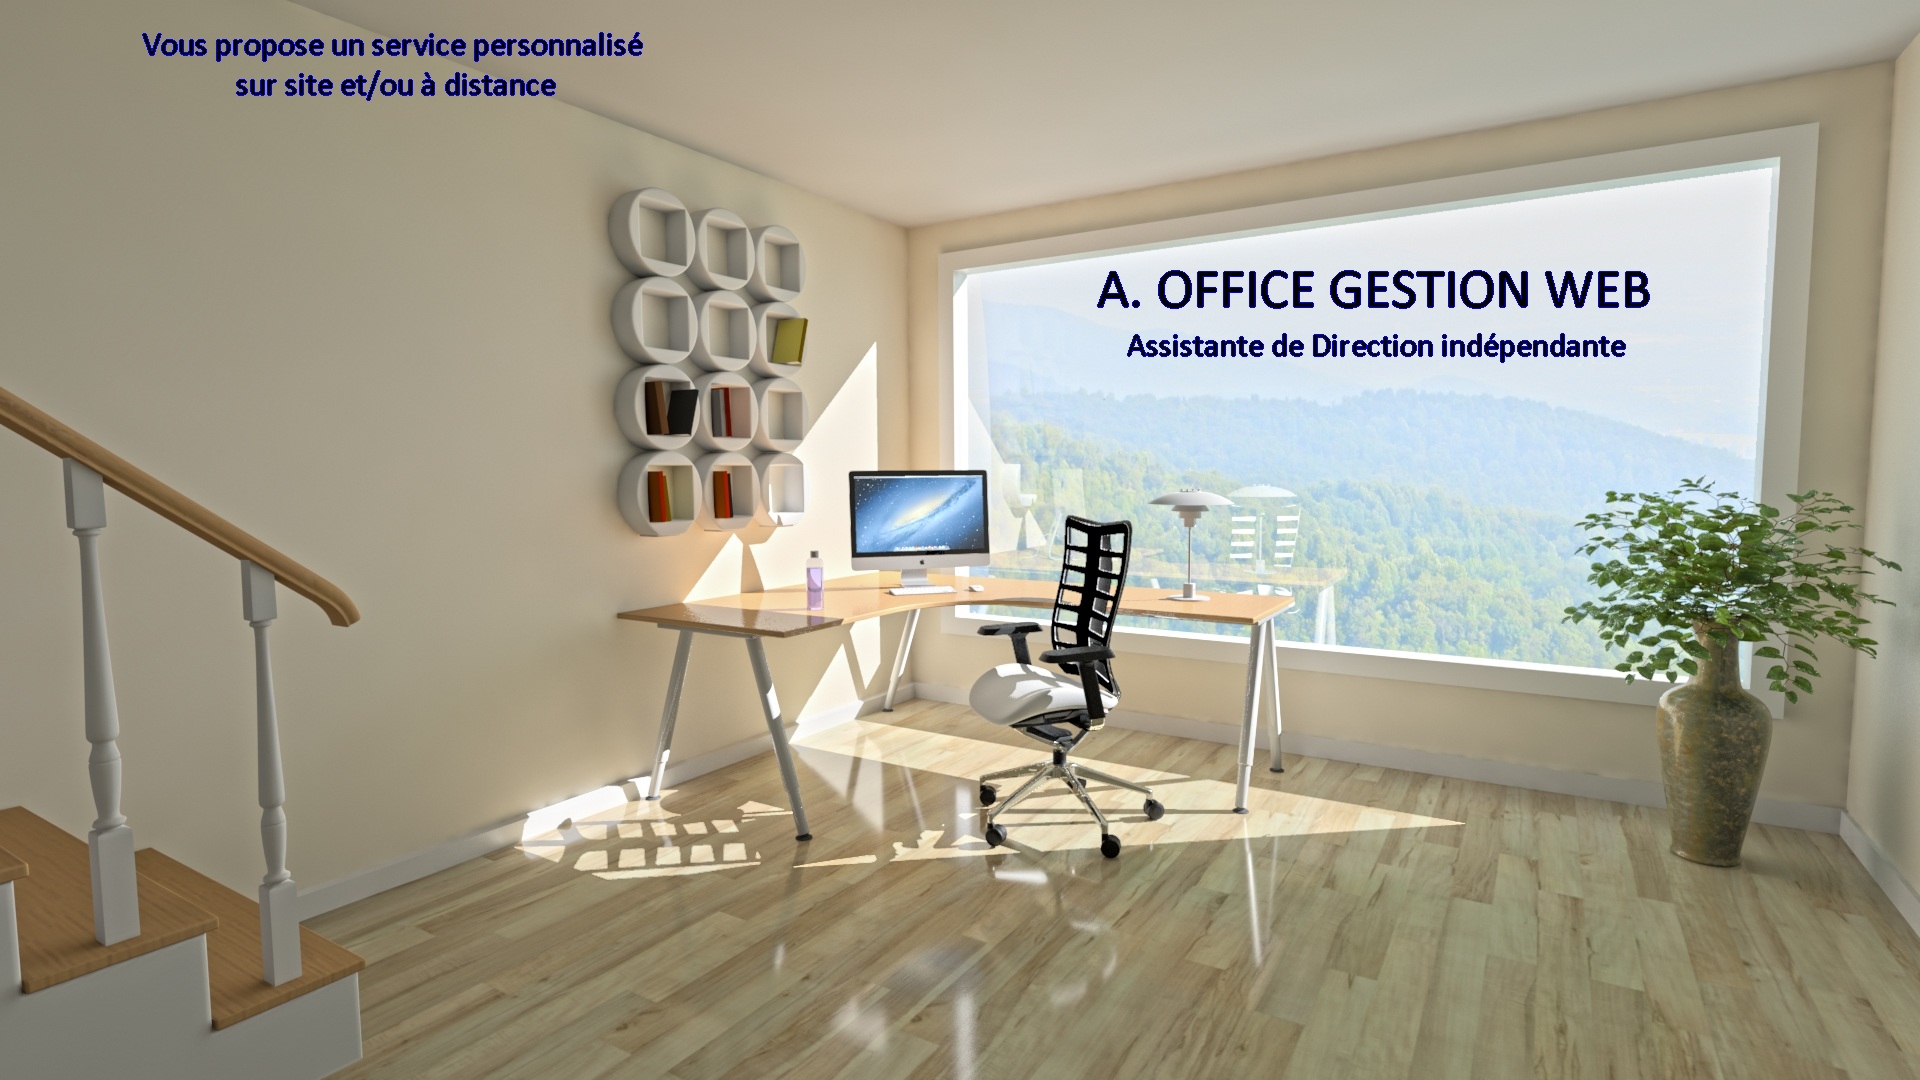 Vous propose un service personnalisé
sur site et/ou à distance
A. OFFICE GESTION WEB
Assistante de Direction indépendante